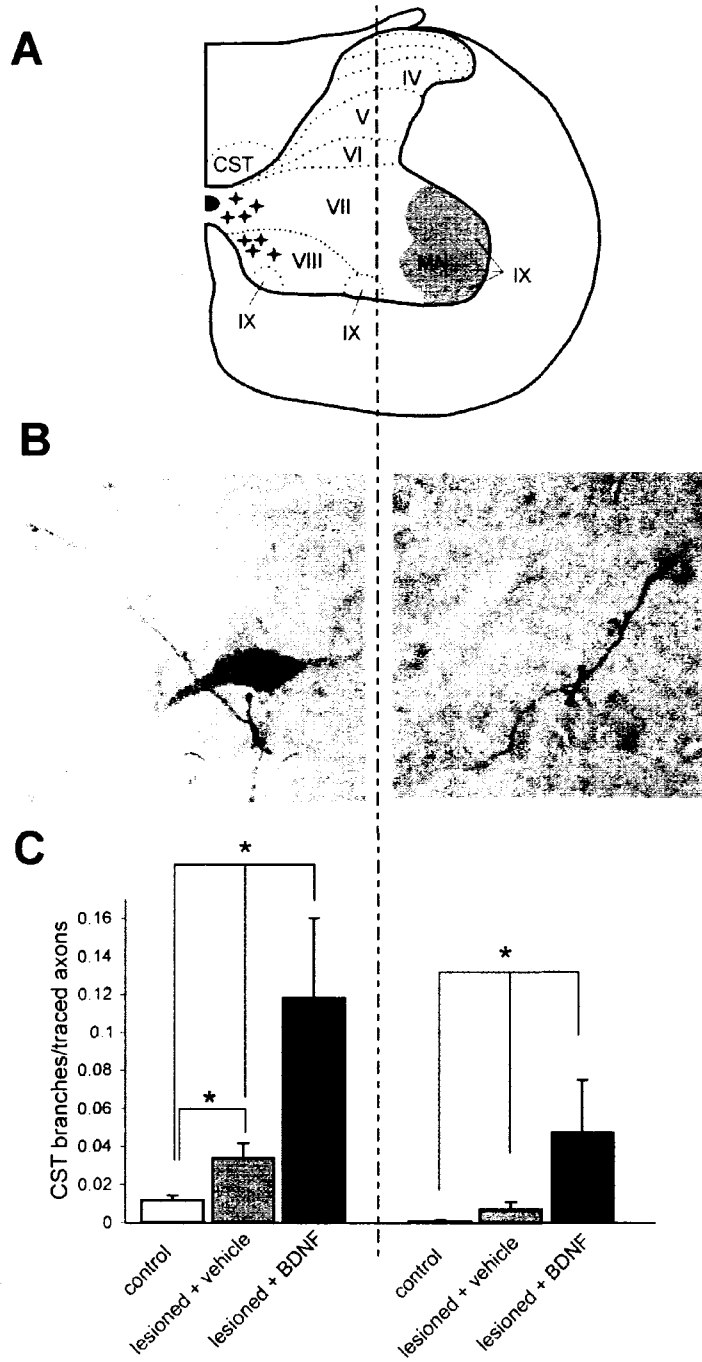 A
IV
V
VI
CST
VII
VIII
MN
IX
IX
IX
B
C
*
*
*
CST branches/traced axons
0.16
0.14
0.12
0.1
0.08
0.06
0.04
0.02
0
control
lesioned + vehicle
lesioned + BDNF
control
lesioned + vehicle
lesioned + BDNF